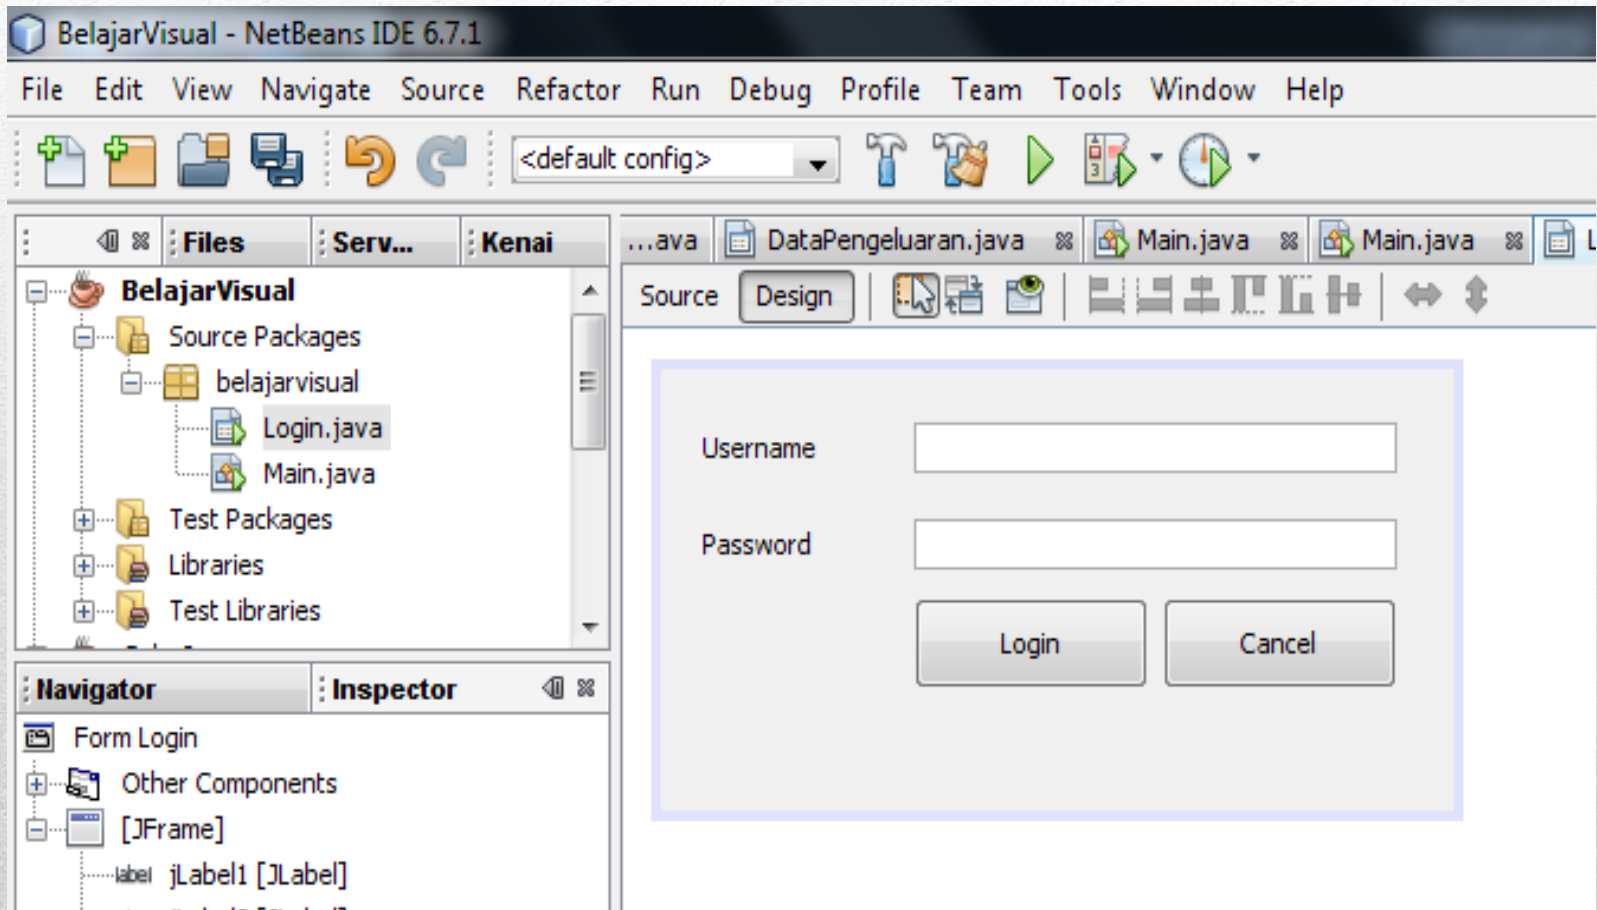 BelajarVisual - NetBeans IDE 6.7.1
File Edit View Navigate Source Refactor Run Debug Profile Team Tools Window Help
<default config>
Files Serv... Kenai
...ava DataPengeluaran.java Main.java Main.java L
Source Design
BelajarVisual
Source Packages
belajarvisual
Login.java
Main.java
Test Packages
Libraries
Test Libraries
Username
Password
Login Cancel
Navigator Inspector
Form Login
Other Components
[JFrame]
label jLabel1 [JLabel]